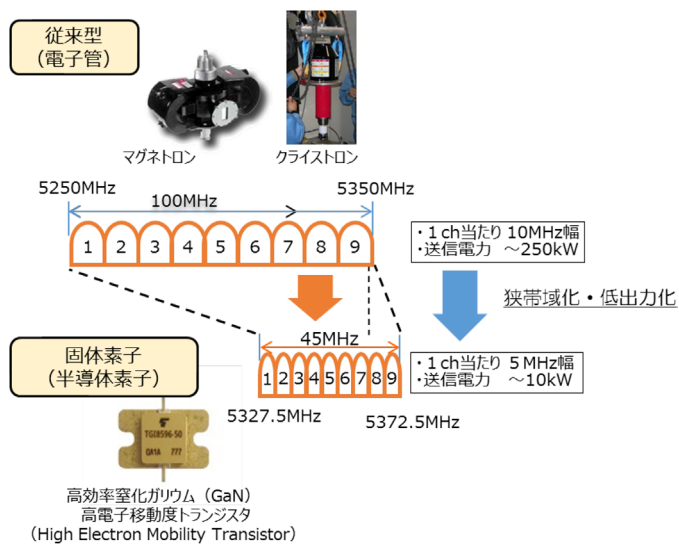 従来型
（電子管）
マグネトロン
クライストロン
5250MHz
5350MHz
100MHz
1 2 3 4 5 6 7 8 9
・1 ch当たり 10MHz幅
・送信電力　～250kW
狭帯域化・低出力化
45MHz
固体素子
（半導体素子）
1 2 3 4 5 6 7 8 9
・1 ch当たり 5 MHz幅
・送信電力　～10kW
5327.5MHz
5372.5MHz
TGI8596-50
QA1A 777
高効率窒化ガリウム（GaN）
高電子移動度トランジスタ
（High Electron Mobility Transistor）